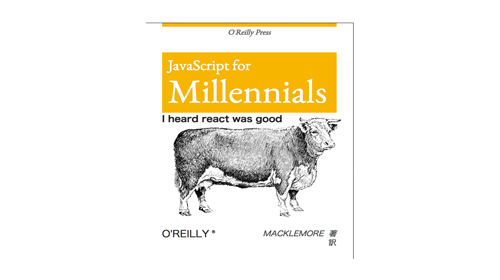 O'Reilly Press
JavaScript for
Millennials
I heard react was good
O'REILLY®
MACKLEMORE 著
訳